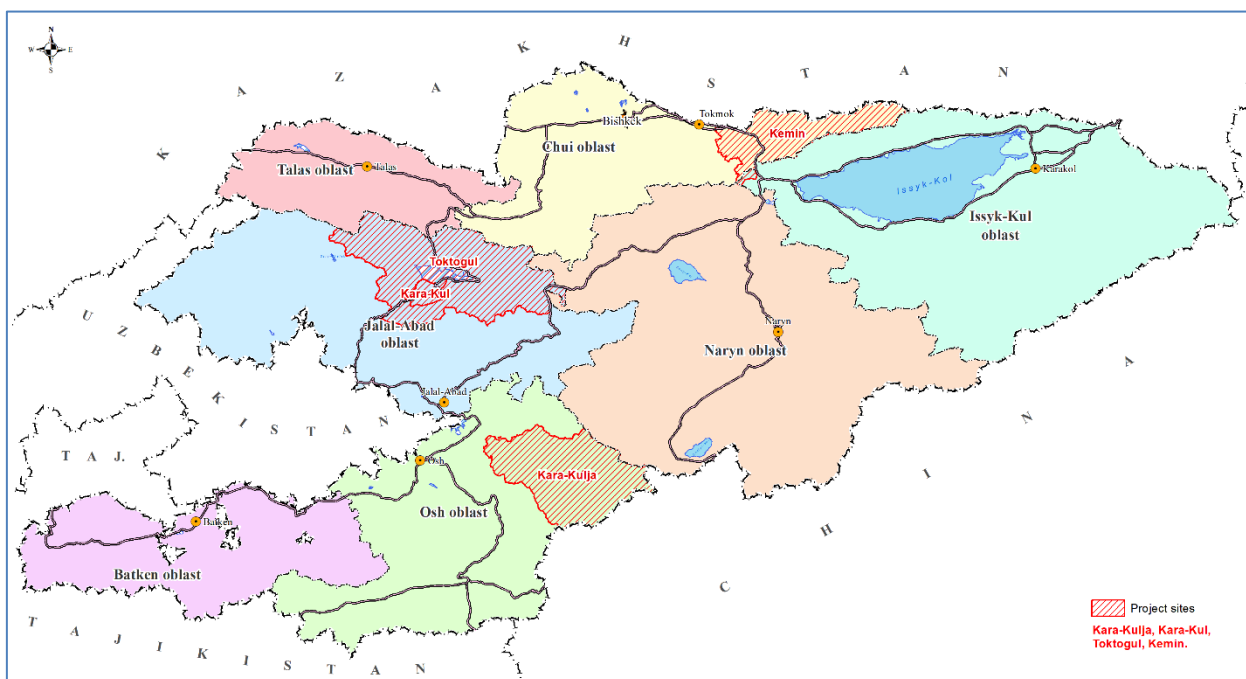 N
W E
S
K A Z A K H S T A N
Tokmok
Bishkek
Kemin
Chui oblast
Talas
Talas oblast
Karakol
Issyk-Kol
Issyk-Kul
oblast
Toktogul
Kara-Kul
Jalal-Abad
oblast
Naryn
Naryn oblast
U Z B E K I S T A N
Jalal-Abad
T A J.
Osh
Kara-Kulja
Osh oblast
Batken
Batken oblast
C H I N A
T A J I K I S T A N
Project sites
Kara-Kulja, Kara-Kul,
Toktogul, Kemin.